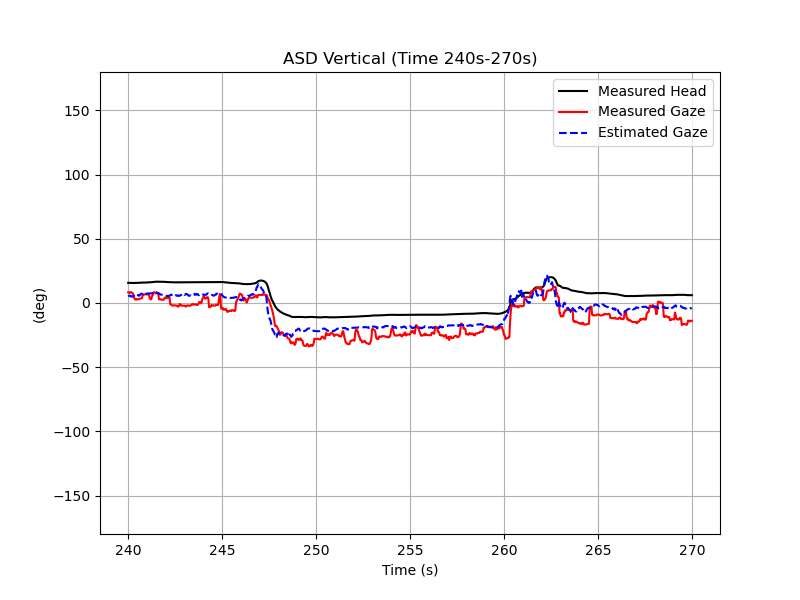 ASD Vertical (Time 240s-270s)
Measured Head
Measured Gaze
Estimated Gaze
150
100
50
0
−50
−100
−150
(deg)
240 245 250 255 260 265 270
Time (s)